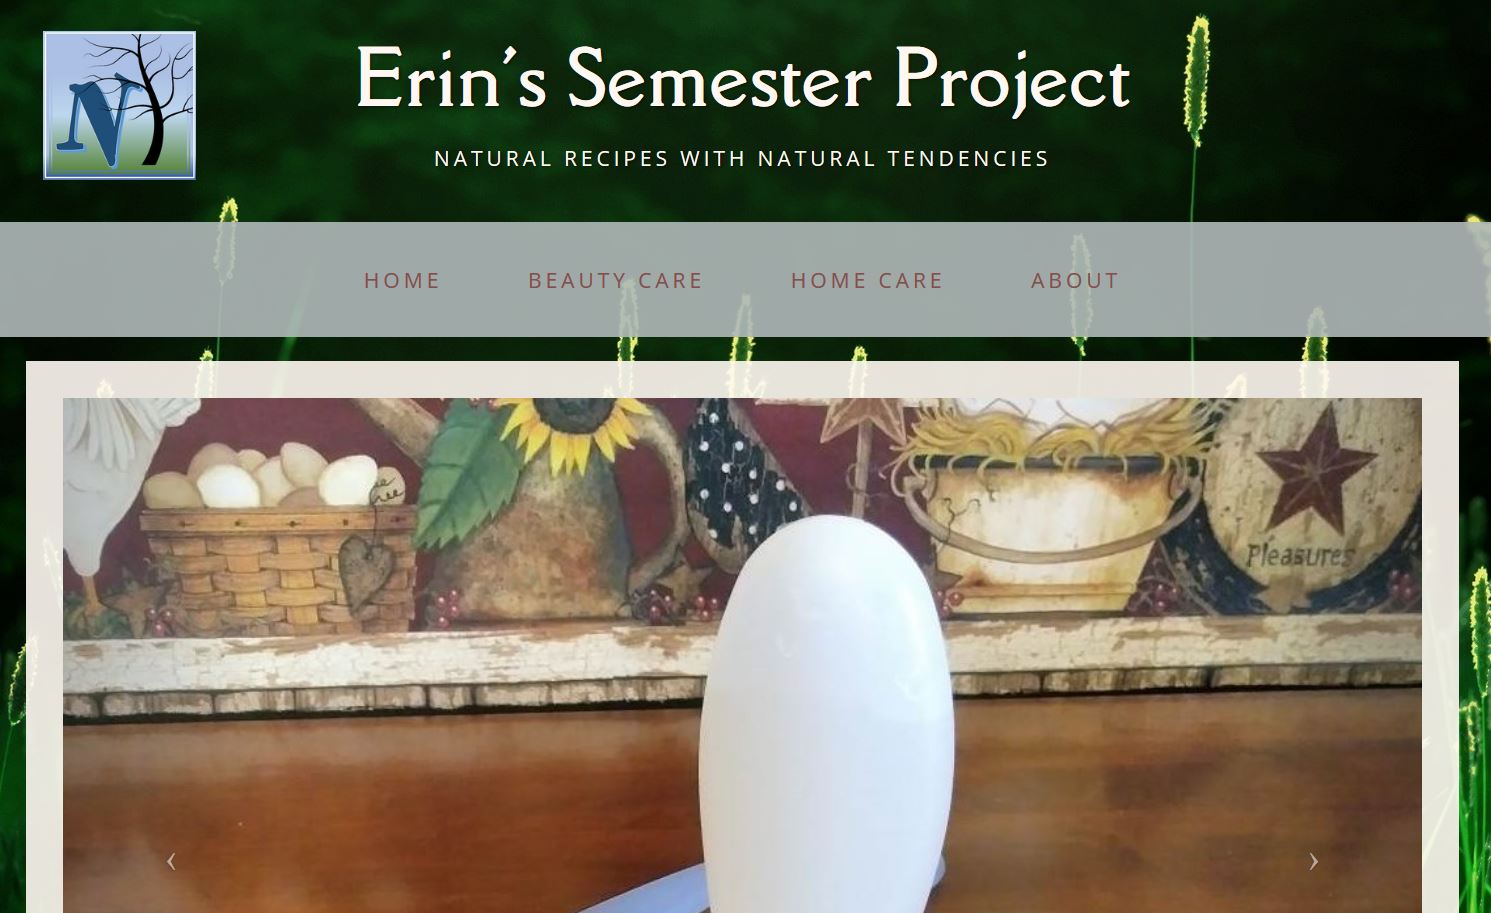 N
Erin's Semester Project
NATURAL RECIPES WITH NATURAL TENDENCIES
HOME BEAUTY CARE HOME CARE ABOUT
Pleasures